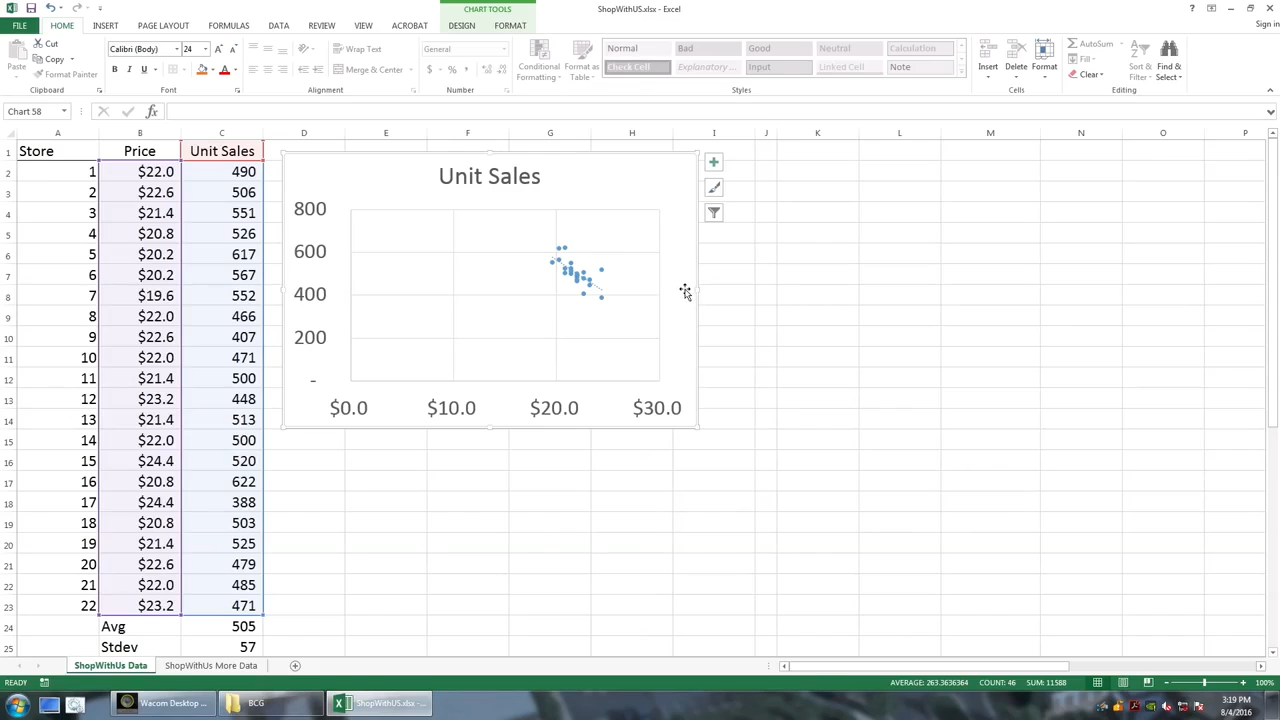 ShopWithUS.xlsx - Excel
CHART TOOLS
Sign in
FILE HOME INSERT PAGE LAYOUT FORMULAS DATA REVIEW VIEW ACROBAT DESIGN FORMAT
Paste
Cut
Copy
Format Painter
Clipboard
Calibri (Body) 24
B I U
Font
Wrap Text
Merge & Center
Alignment
General
$ % ,
Number
Conditional Formatting
Format as Table
Normal Bad Good Neutral Calculation
Check Cell Explanatory ... Input Linked Cell Note
Styles
Insert Delete Format
Cells
AutoSum
Fill
Clear
Sort & Filter
Find & Select
Editing
Chart 58
A B C D E F G H I J K L M N O P
1 Store Price Unit Sales
2 1 $22.0 490
3 2 $22.6 506
4 3 $21.4 551
5 4 $20.8 526
6 5 $20.2 617
7 6 $20.2 567
8 7 $19.6 552
9 8 $22.0 466
10 9 $22.6 407
11 10 $22.0 471
12 11 $21.4 500
13 12 $23.2 448
14 13 $21.4 513
15 14 $22.0 500
16 15 $24.4 520
17 16 $20.8 622
18 17 $24.4 388
19 18 $20.8 503
20 19 $21.4 525
21 20 $22.6 479
22 21 $22.0 485
23 22 $23.2 471
24 Avg 505
25 Stdev 57
Unit Sales
800
600
400
200
-
$0.0 $10.0 $20.0 $30.0
ShopWithUs Data ShopWithUs More Data
READY
AVERAGE: 263.3636364 COUNT: 46 SUM: 11588
100%
Wacom Desktop ...
BCG
ShopWithUS.xlsx -...
3:19 PM
8/4/2016